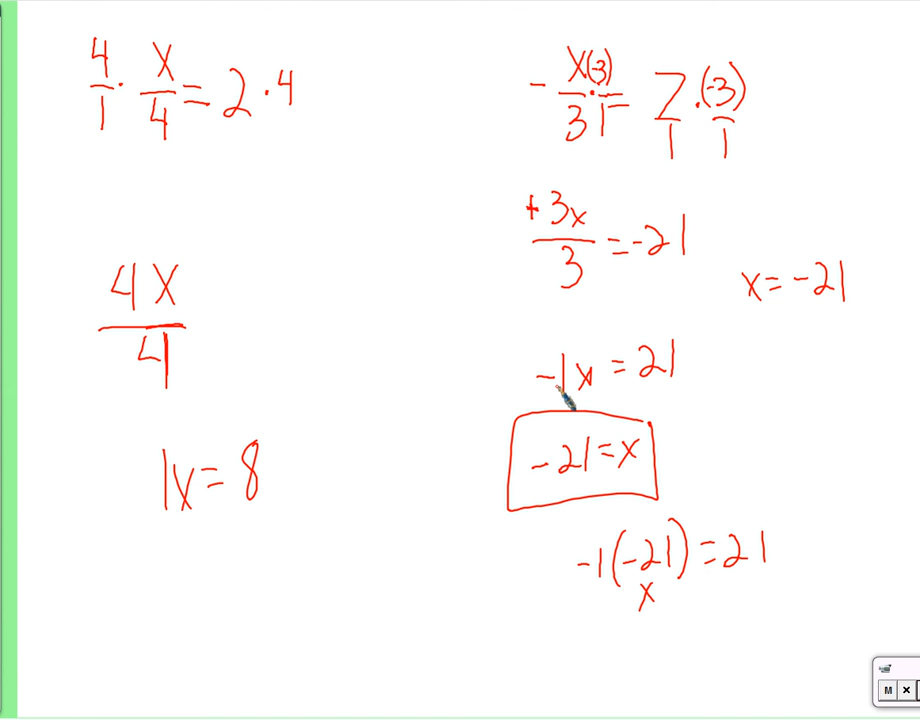 4/1 · x/4 = 2 · 4
4x/4
1x = 8
- x(-3)/3 · 1 = 7/1 · (-3)/1
+3x/3 = -21
x = -21
-1x = 21
-21 = x
-1(-21) = 21
x
M X